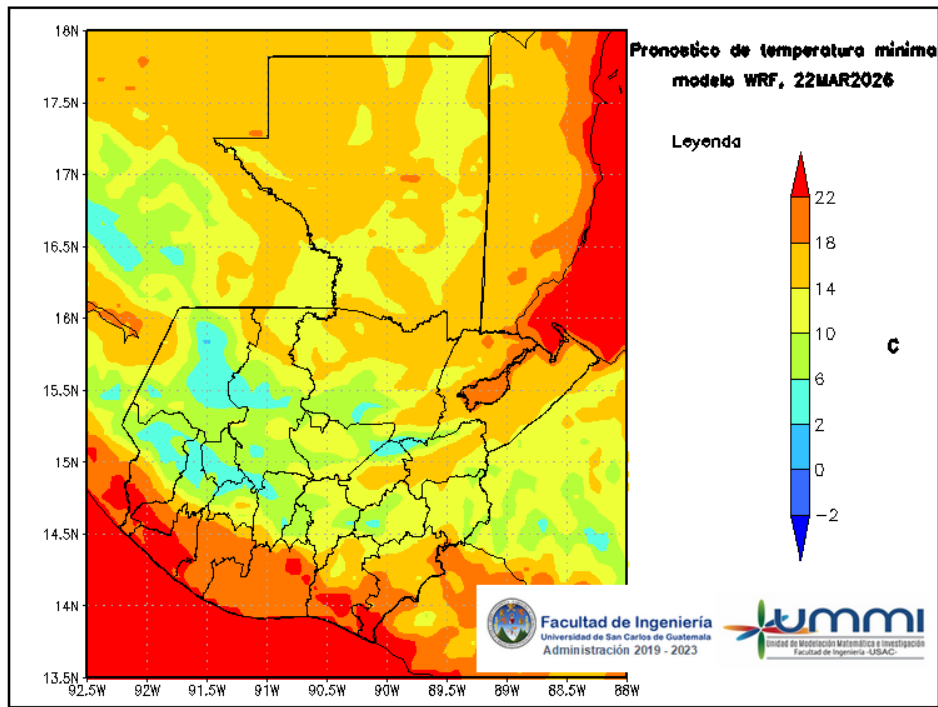 Pronostico de temperatura minima
modelo WRF, 22MAR2026
Leyenda
22
18
14
10
6
2
0
−2
C
18N
17.5N
17N
16.5N
16N
15.5N
15N
14.5N
14N
13.5N
92.5W
92W
91.5W
91W
90.5W
90W
89.5W
89W
88.5W
88W
Facultad de Ingeniería
Universidad de San Carlos de Guatemala
Administración 2019 - 2023
ummi
Unidad de Modelación Matemática e Investigación
Facultad de Ingeniería -USAC-